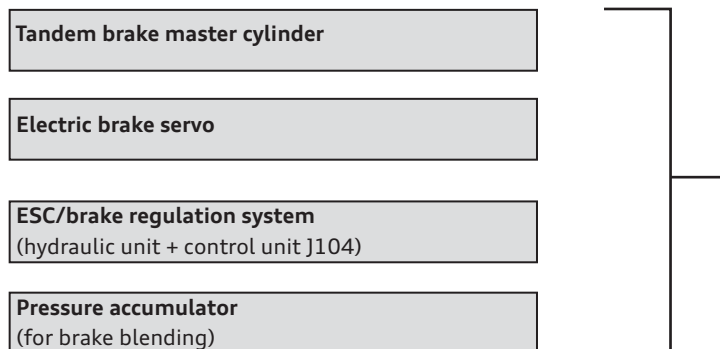 Tandem brake master cylinder
Electric brake servo
ESC/brake regulation system
(hydraulic unit + control unit J104)
Pressure accumulator
(for brake blending)